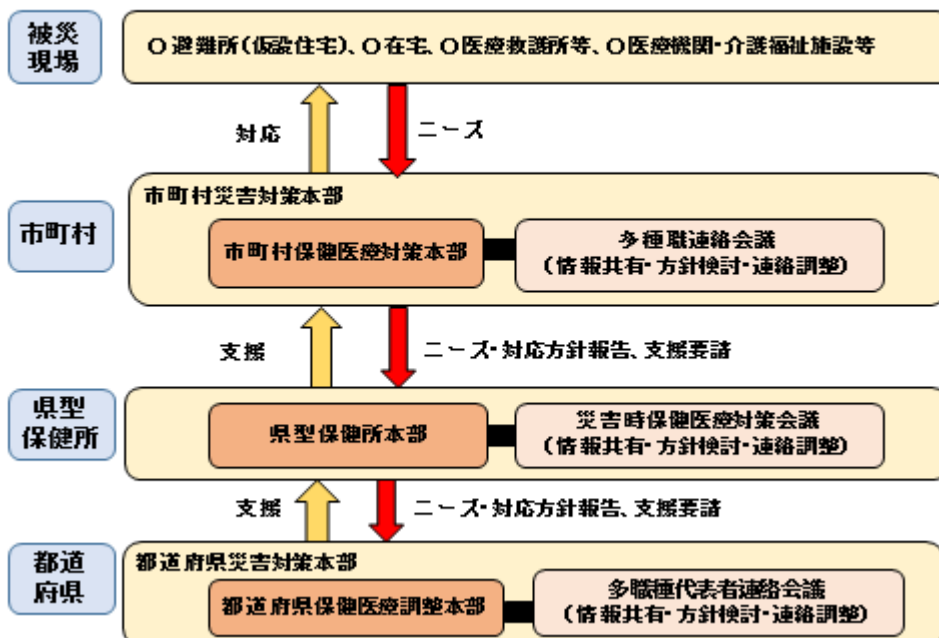 被災
現場
○避難所(仮設住宅)、○在宅、○医療救護所等、○医療機関・介護福祉施設等
対応
ニーズ
市町村
市町村災害対策本部
市町村保健医療対策本部
多種職連絡会議
(情報共有・方針検討・連絡調整)
支援
ニーズ・対応方針報告、支援要請
県型
保健所
県型保健所本部
災害時保健医療対策会議
(情報共有・方針検討・連絡調整)
支援
ニーズ・対応方針報告、支援要請
都道
府県
都道府県災害対策本部
都道府県保健医療調整本部
多職種代表者連絡会議
(情報共有・方針検討・連絡調整)